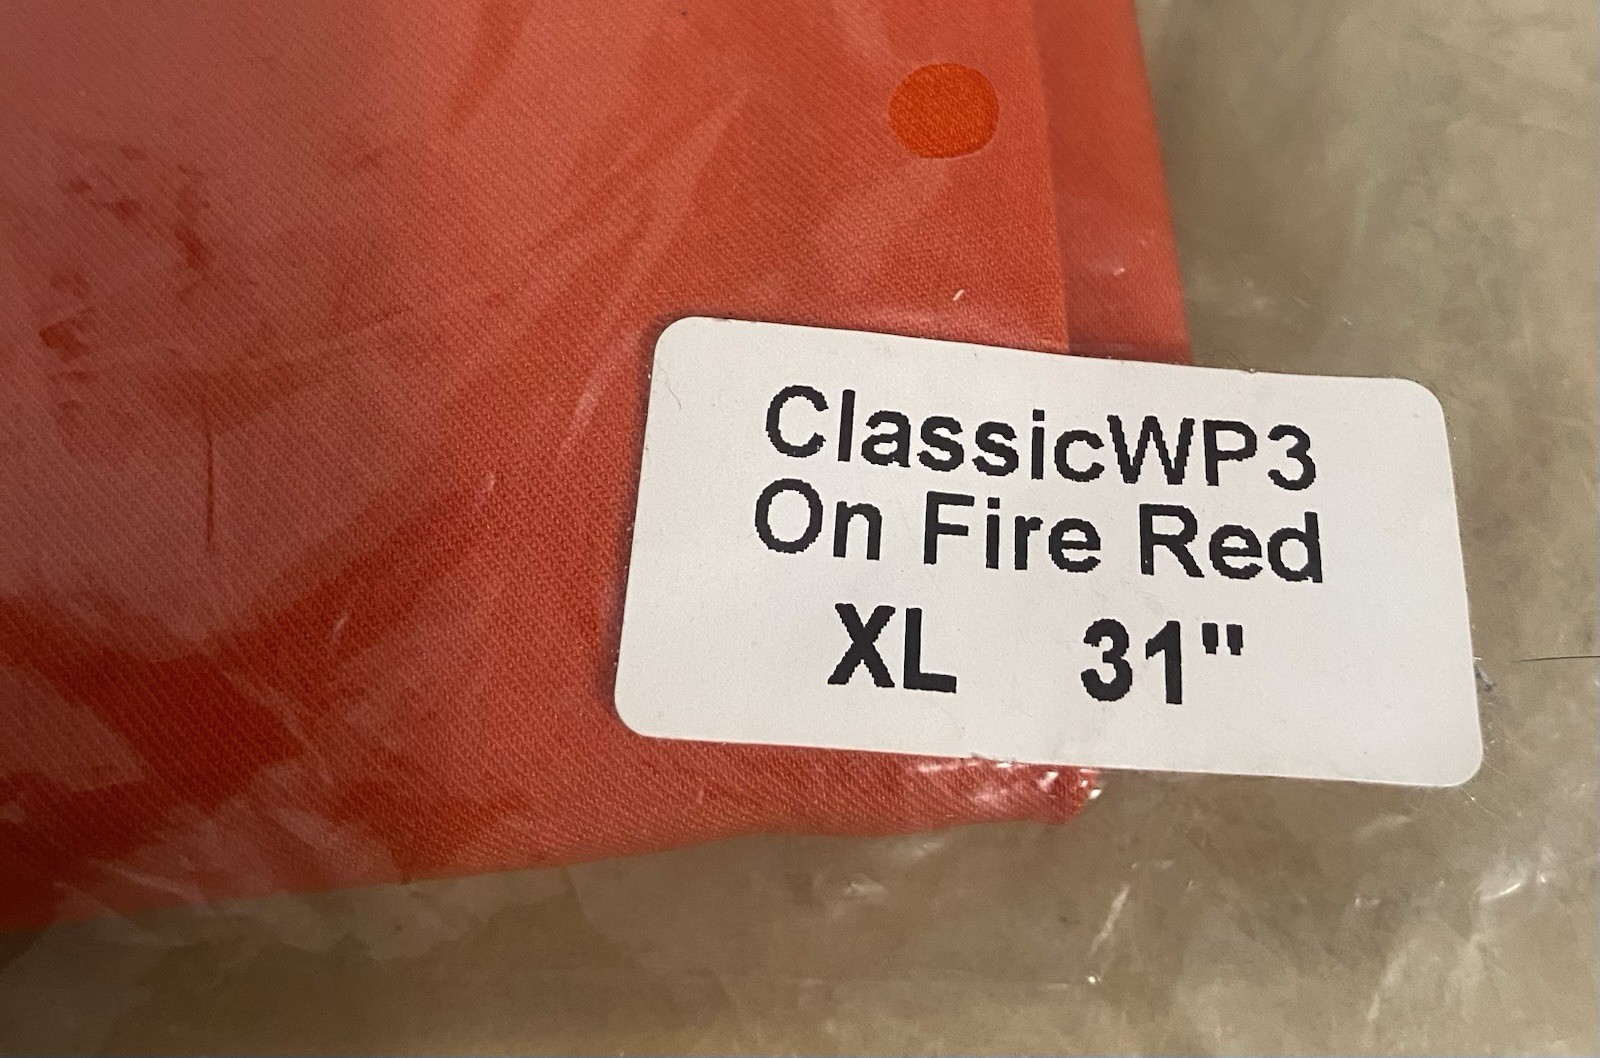 ClassicWP3
On Fire Red
XL 31"